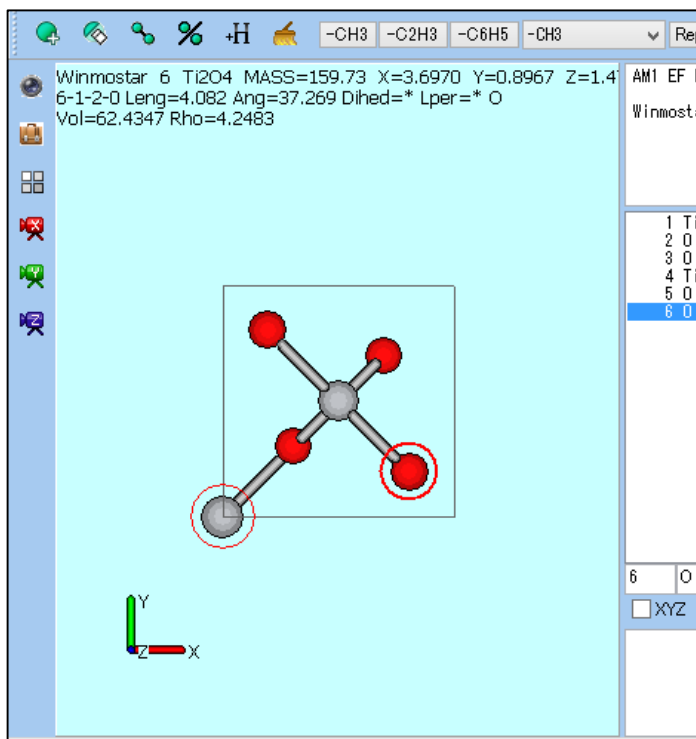 +H -CH3 -C2H3 -C6H5 -CH3
Winmostar 6 Ti2O4 MASS=159.73 X=3.6970 Y=0.8967
6-1-2-0 Leng=4.082 Ang=37.269 Dihed=* Lper=* O
Vol=62.4347 Rho=4.2483
AM1 EF
X
Y
Z
1 Ti
2 O
3 O
4 Ti
5 O
6 O
6 O
XYZ
Y
Z X